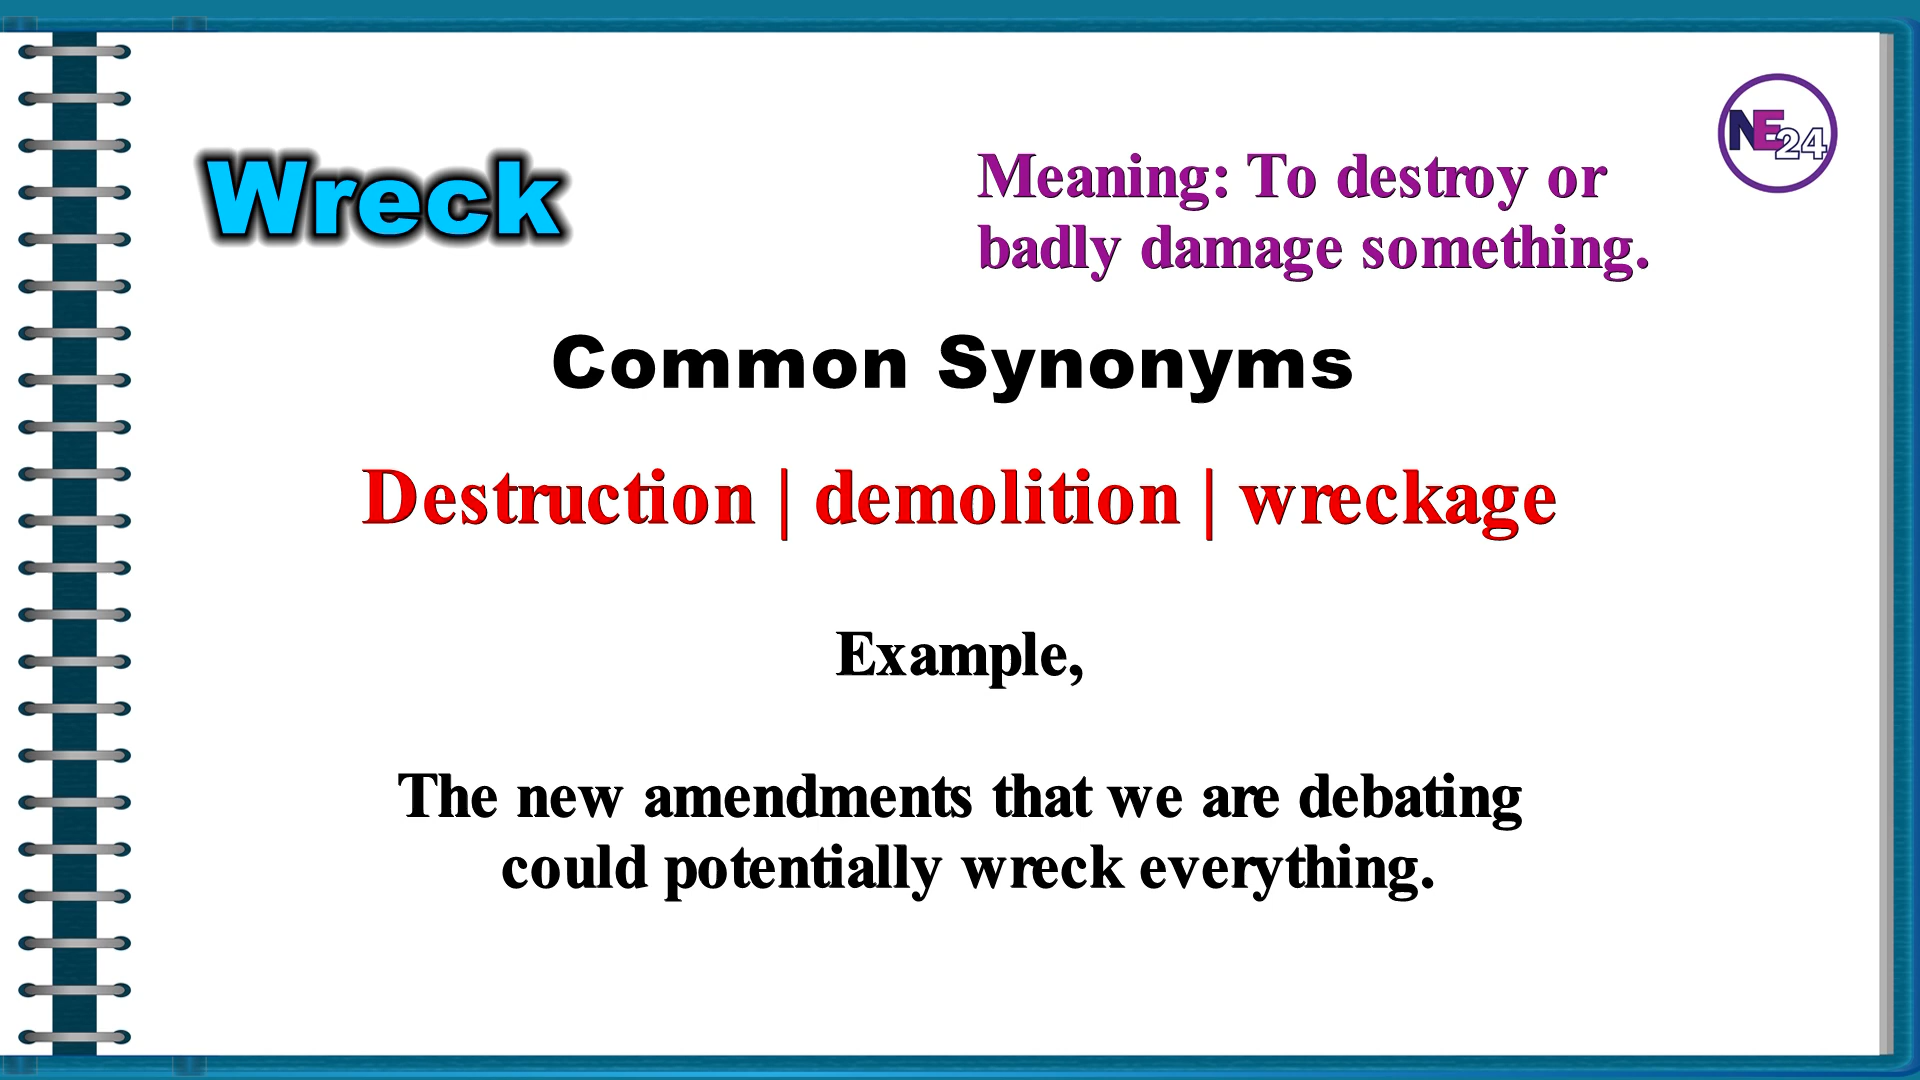 NE24
Wreck
Meaning: To destroy or
badly damage something.
Common Synonyms
Destruction | demolition | wreckage
Example,
The new amendments that we are debating
could potentially wreck everything.